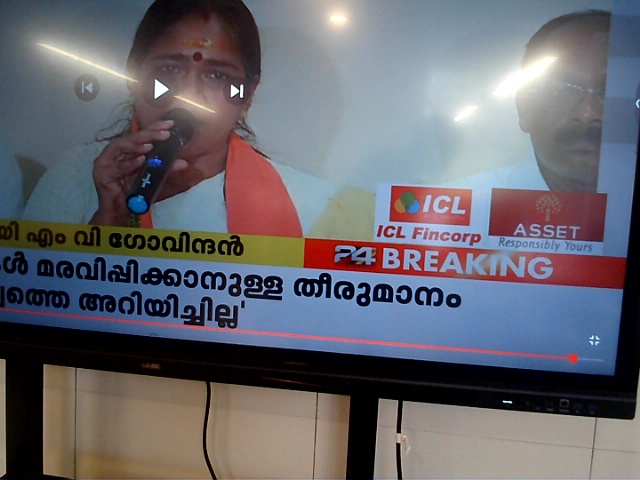 ICL
ICL Fincorp
ASSET
Responsibly Yours
എം വി ഗോവിന്ദൻ
24 BREAKING
മരവിപ്പിക്കാനുള്ള തീരുമാനം
അറിയിച്ചില്ല'